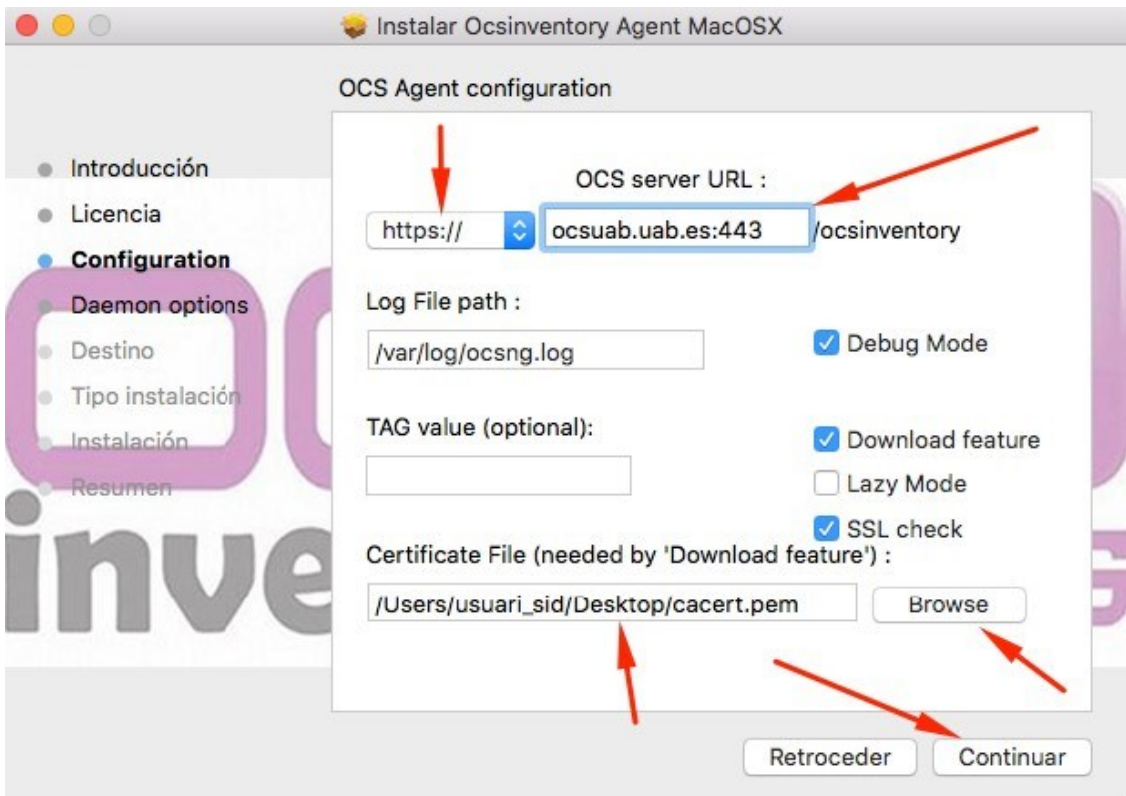 Instalar Ocsinventory Agent MacOSX
OCS Agent configuration
Introducción
Licencia
Configuration
Daemon options
Destino
Tipo instalación
Instalación
Resumen
OCS server URL :
https:// ocsuab.uab.es:443 /ocsinventory
Log File path :
/var/log/ocsng.log
Debug Mode
TAG value (optional):
Download feature
Lazy Mode
SSL check
Certificate File (needed by 'Download feature') :
/Users/usuari_sid/Desktop/cacert.pem
Browse
Retroceder
Continuar